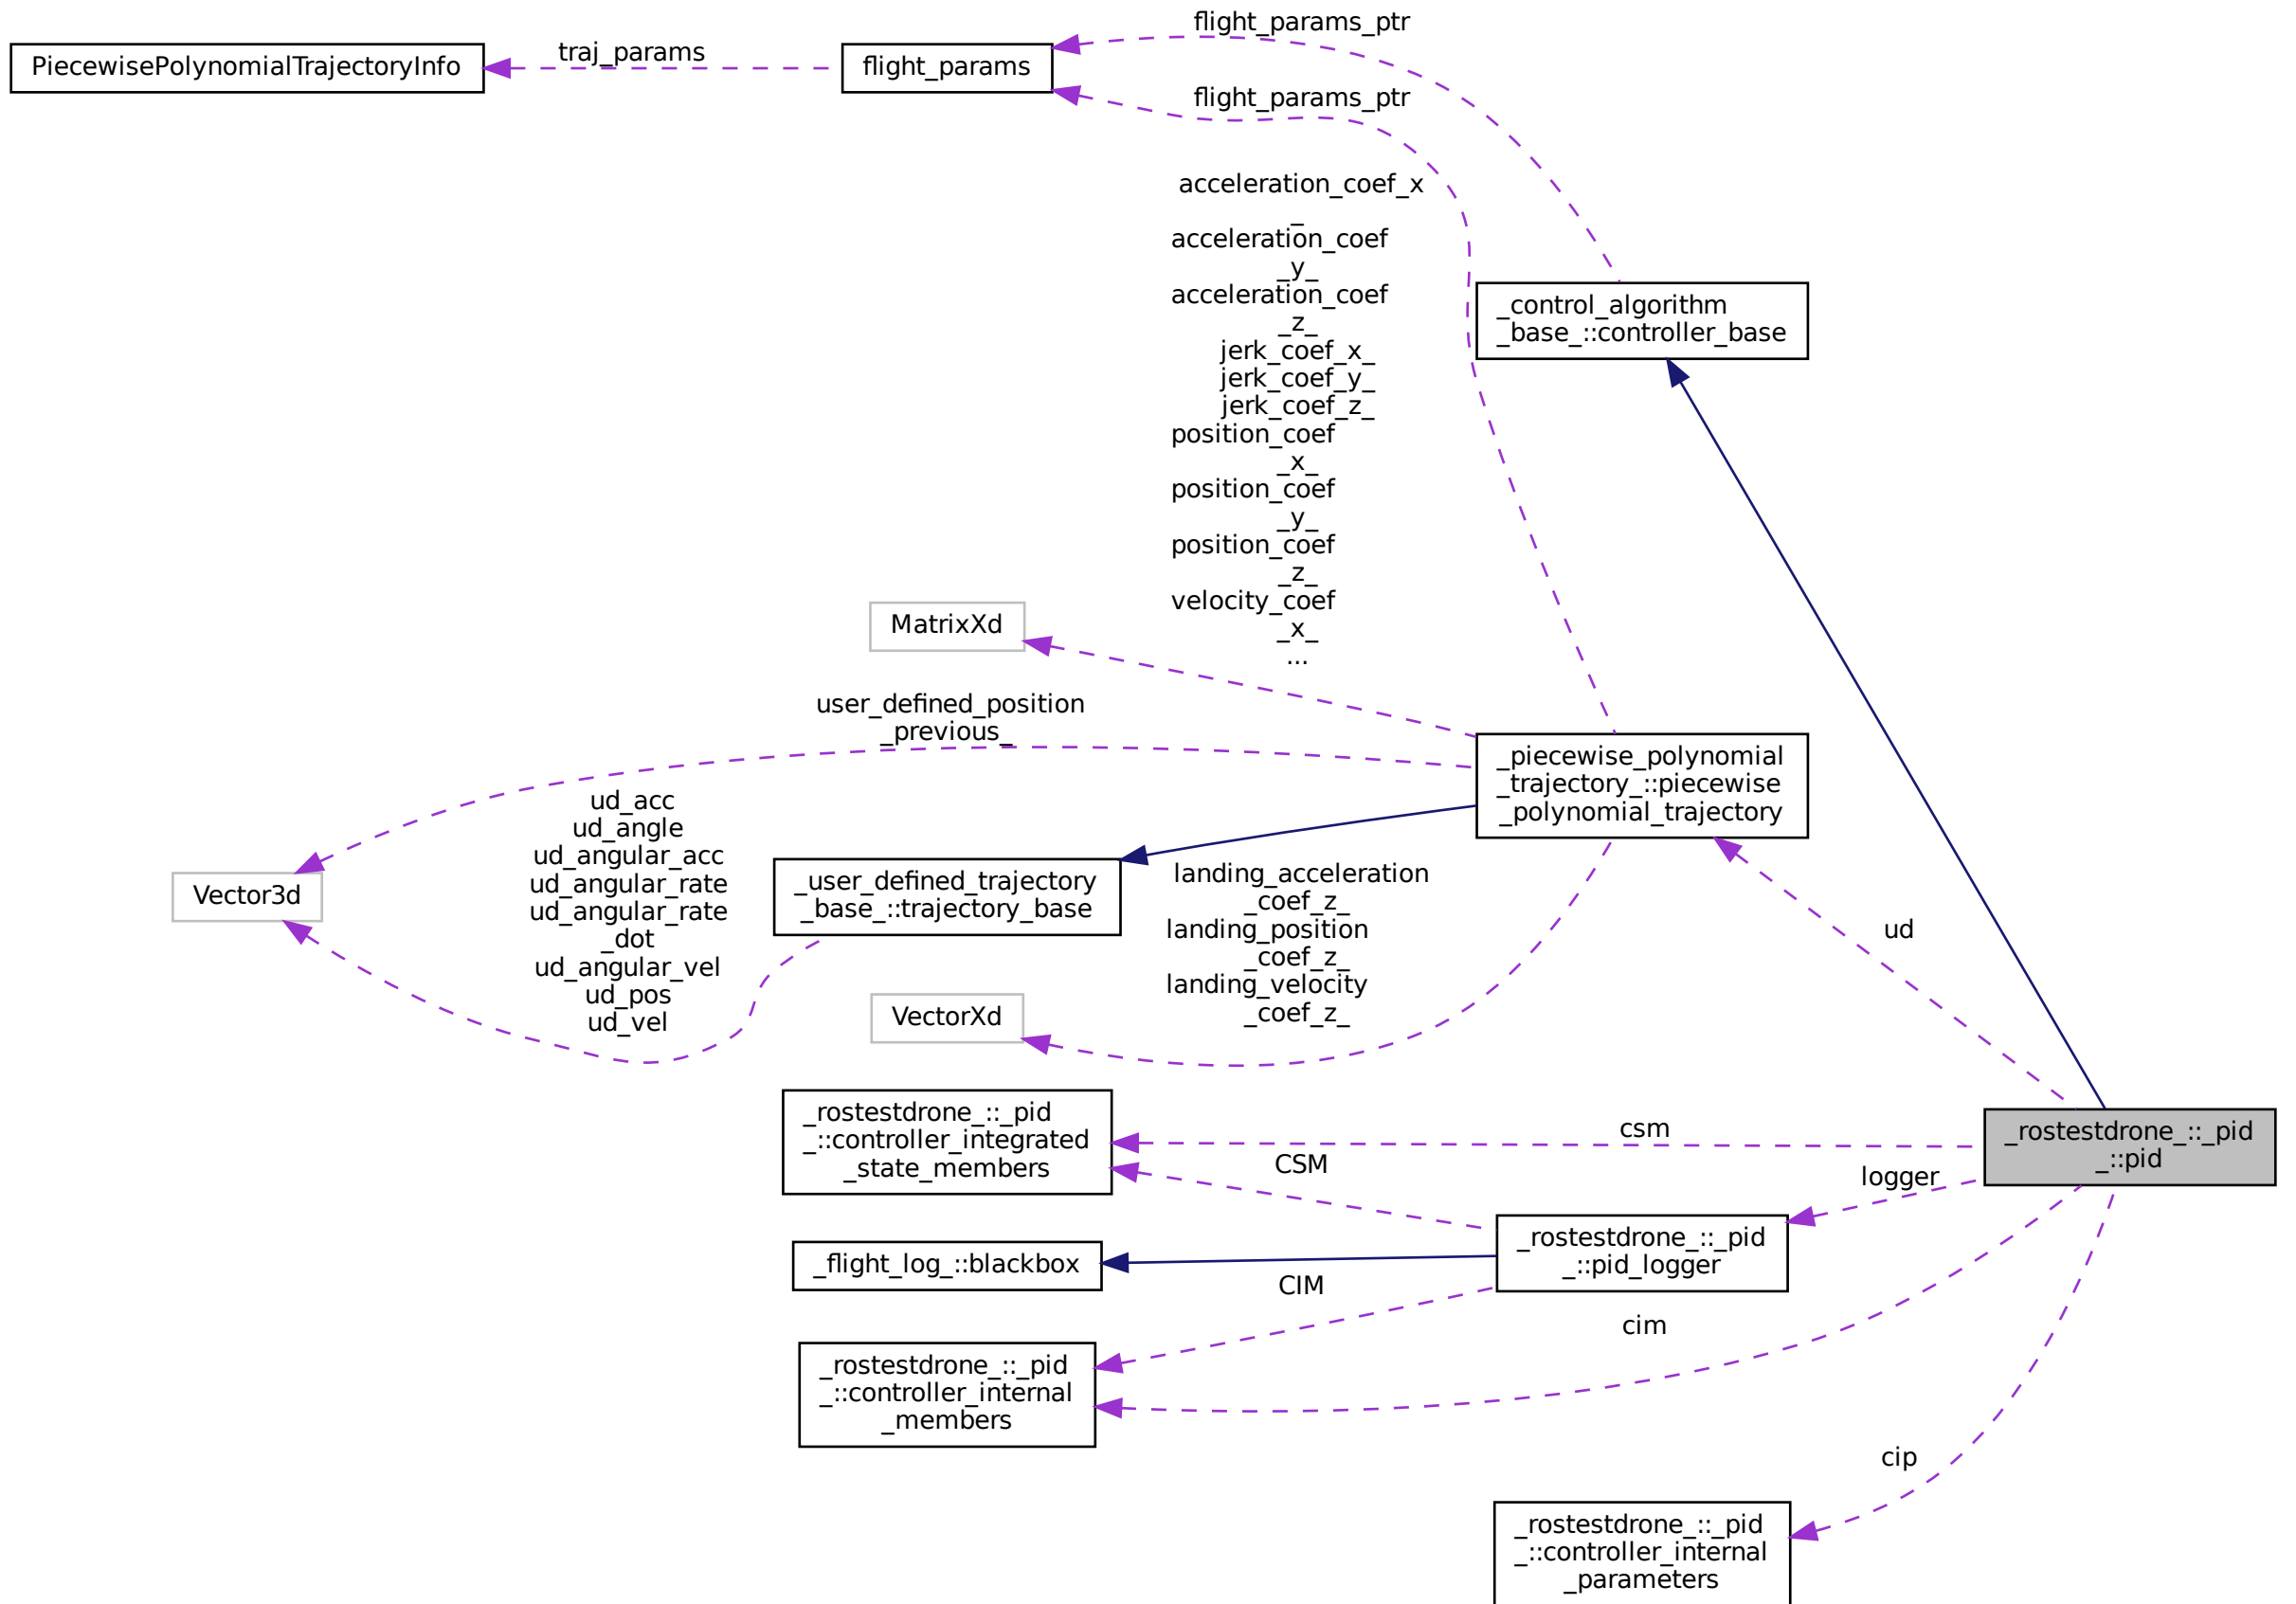 flight_params_ptr
PiecewisePolynomialTrajectoryInfo
traj_params
flight_params
flight_params_ptr
acceleration_coef_x
_
acceleration_coef
_y_
acceleration_coef
_z_
jerk_coef_x_
jerk_coef_y_
jerk_coef_z_
position_coef
_x_
position_coef
_y_
position_coef
_z_
velocity_coef
_x_
...
_control_algorithm
_base_::controller_base
MatrixXd
user_defined_position
_previous_
_piecewise_polynomial
_trajectory_::piecewise
_polynomial_trajectory
ud_acc
ud_angle
ud_angular_acc
ud_angular_rate
ud_angular_rate
_dot
ud_angular_vel
ud_pos
ud_vel
Vector3d
_user_defined_trajectory
_base_::trajectory_base
landing_acceleration
_coef_z_
landing_position
_coef_z_
landing_velocity
_coef_z_
ud
VectorXd
_rostestdrone_::_pid
_::controller_integrated
_state_members
csm
CSM
_rostestdrone_::_pid
_::pid
logger
_rostestdrone_::_pid
_::pid_logger
_flight_log_::blackbox
CIM
cim
_rostestdrone_::_pid
_::controller_internal
_members
cip
_rostestdrone_::_pid
_::controller_internal
_parameters